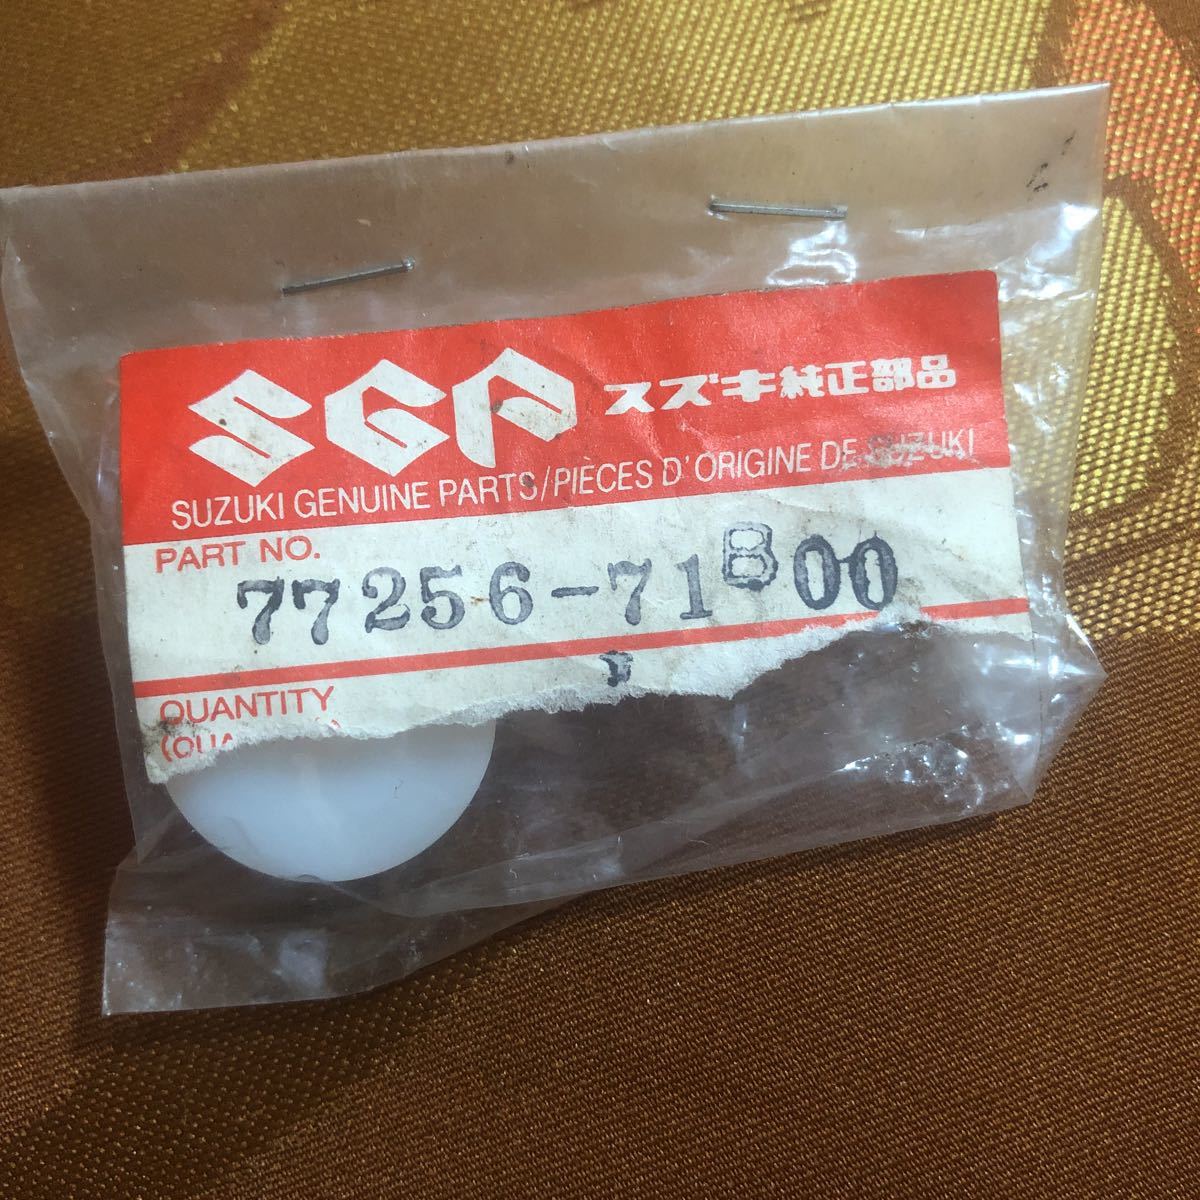 SGP スズキ純正部品
SUZUKI GENUINE PARTS/PIÈCES D'ORIGINE DE SUZUKI
PART NO.
77256-71800
QUANTITY